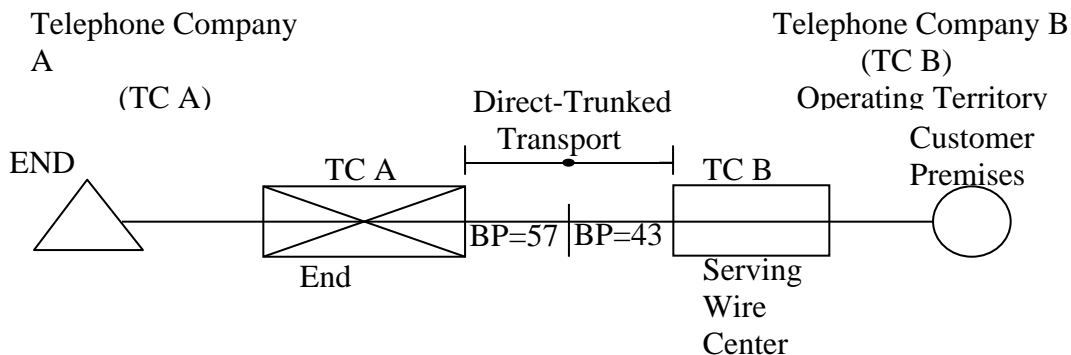 Telephone Company
A
(TC A)
Telephone Company B
(TC B)
Operating Territory
Direct-Trunked
Transport
Customer
Premises
END
TC A
TC B
BP=57
BP=43
End
Serving
Wire
Center